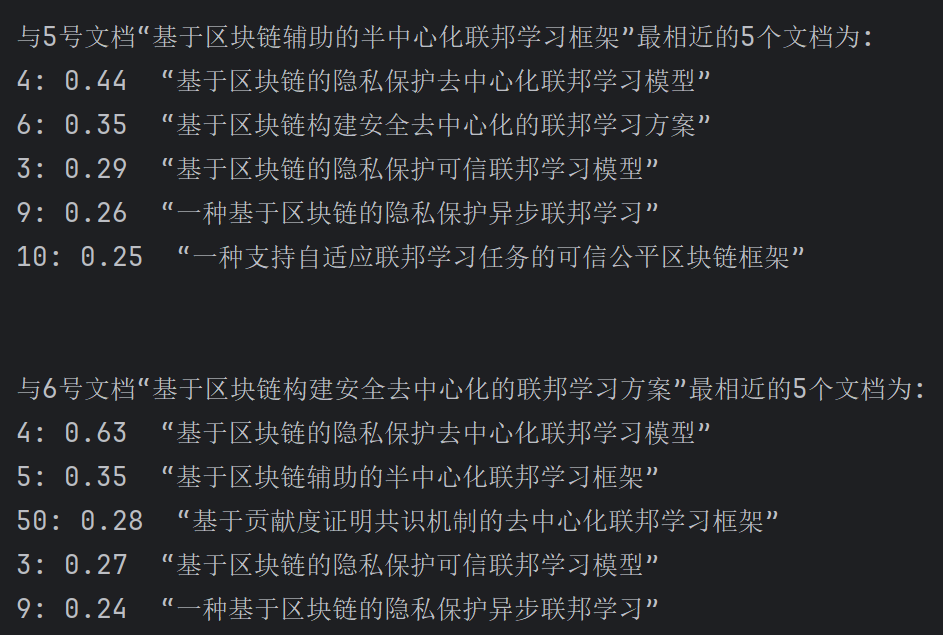 与5号文档“基于区块链辅助的半中心化联邦学习框架”最相近的5个文档为:
4: 0.44 “基于区块链的隐私保护去中心化联邦学习模型”
6: 0.35 “基于区块链构建安全去中心化的联邦学习方案”
3: 0.29 “基于区块链的隐私保护可信联邦学习模型”
9: 0.26 “一种基于区块链的隐私保护异步联邦学习”
10: 0.25 “一种支持自适应联邦学习任务的可信公平区块链框架”
与6号文档“基于区块链构建安全去中心化的联邦学习方案”最相近的5个文档为:
4: 0.63 “基于区块链的隐私保护去中心化联邦学习模型”
5: 0.35 “基于区块链辅助的半中心化联邦学习框架”
50: 0.28 “基于贡献度证明共识机制的去中心化联邦学习框架”
3: 0.27 “基于区块链的隐私保护可信联邦学习模型”
9: 0.24 “一种基于区块链的隐私保护异步联邦学习”